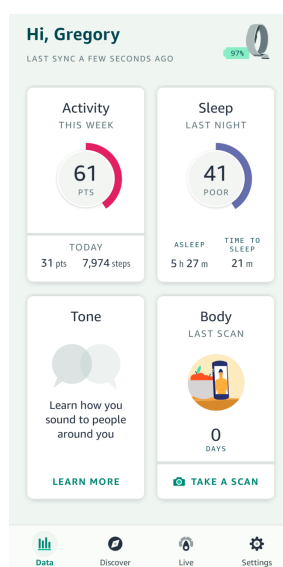 Hi, Gregory
LAST SYNC A FEW SECONDS AGO
97%
Activity
THIS WEEK
61
PTS
TODAY
31 pts 7,974 steps
Sleep
LAST NIGHT
41
POOR
ASLEEP
5 h 27 m
TIME TO
SLEEP
21 m
Tone
Learn how you
sound to people
around you
LEARN MORE
Body
LAST SCAN
0
DAYS
TAKE A SCAN
Data
Discover
Live
Settings